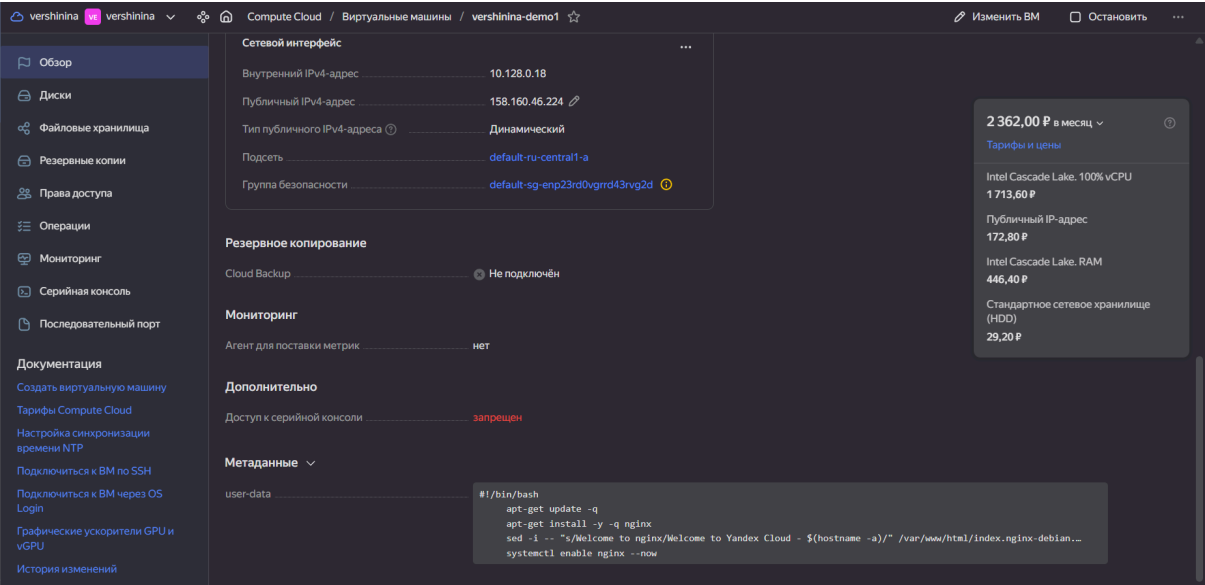 vershinina VE vershinina Compute Cloud / Виртуальные машины / vershinina-demo1 Изменить ВМ Остановить
Обзор
Диски
Файловые хранилища
Резервные копии
Права доступа
Операции
Мониторинг
Серийная консоль
Последовательный порт
Документация
Создать виртуальную машину
Тарифы Compute Cloud
Настройка синхронизации
времени NTP
Подключиться к ВМ по SSH
Подключиться к ВМ через OS
Login
Графические ускорители GPU и
vGPU
История изменений
Сетевой интерфейс
Внутренний IPv4-адрес 10.128.0.18
Публичный IPv4-адрес 158.160.46.224
Тип публичного IPv4-адреса Динамический
Подсеть default-ru-central1-a
Группа безопасности default-sg-enp23rd0vgrrd43rvg2d
Резервное копирование
Cloud Backup Не подключён
Мониторинг
Агент для поставки метрик нет
Дополнительно
Доступ к серийной консоли запрещен
Метаданные
user-data
#!/bin/bash
apt-get update -q
apt-get install -y -q nginx
sed -i -- "s/Welcome to nginx/Welcome to Yandex Cloud - $(hostname -a)/" /var/www/html/index.nginx-debian.…
systemctl enable nginx --now
2 362,00 ₽ в месяц
Тарифы и цены
Intel Cascade Lake. 100% vCPU
1 713,60 ₽
Публичный IP-адрес
172,80 ₽
Intel Cascade Lake. RAM
446,40 ₽
Стандартное сетевое хранилище
(HDD)
29,20 ₽